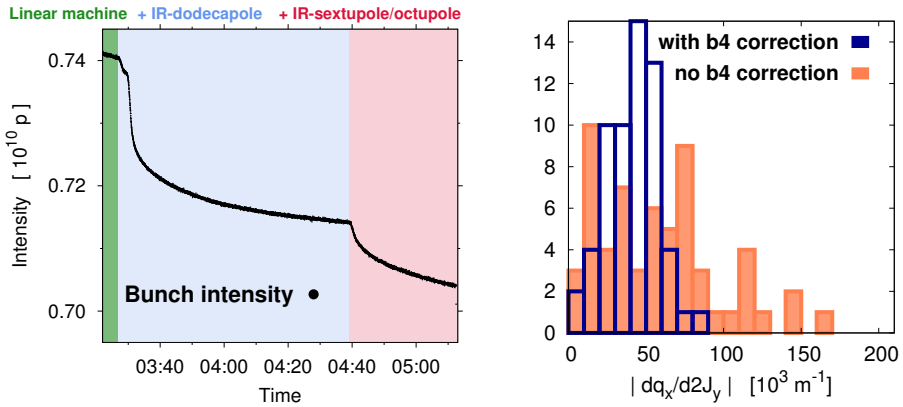 Linear machine + IR-dodecapole + IR-sextupole/octupole
0.74
0.72
0.70
Intensity [ 10^10 p ]
Bunch intensity
03:40 04:00 04:20 04:40 05:00
Time
with b4 correction
no b4 correction
14
12
10
8
6
4
2
0
0 50 100 150 200
| dq_x/d2J_y | [10^3 m^-1]